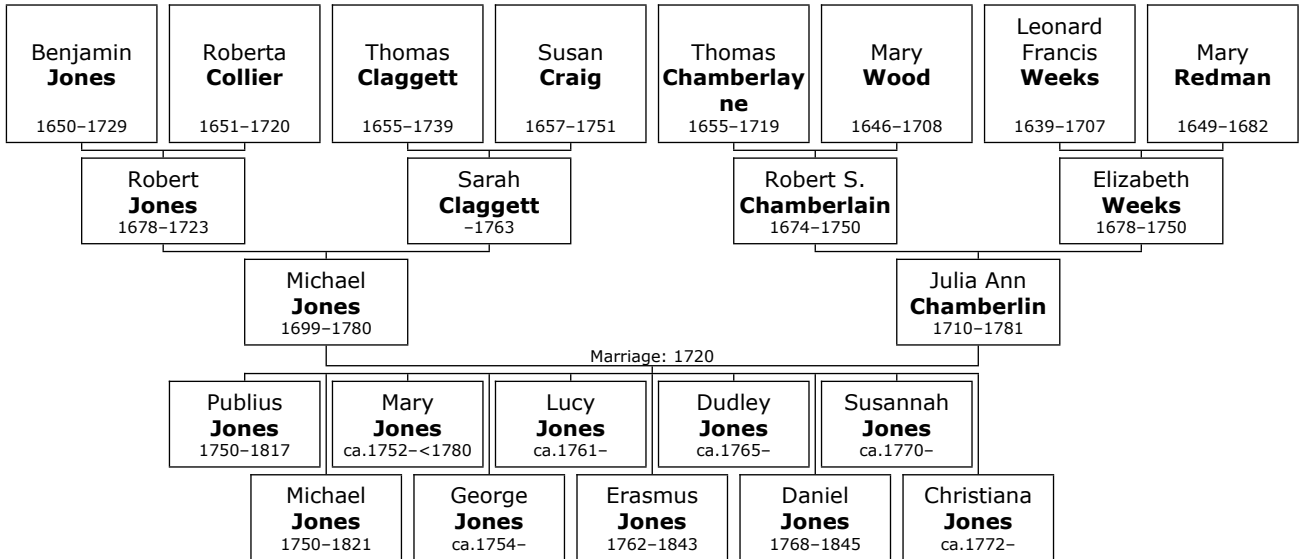 Benjamin
Jones
1650–1729
Roberta
Collier
1651–1720
Thomas
Claggett
1655–1739
Susan
Craig
1657–1751
Thomas
Chamberlay
ne
1655–1719
Mary
Wood
1646–1708
Leonard
Francis
Weeks
1639–1707
Mary
Redman
1649–1682
Robert
Jones
1678–1723
Sarah
Claggett
–1763
Robert S.
Chamberlain
1674–1750
Elizabeth
Weeks
1678–1750
Michael
Jones
1699–1780
Julia Ann
Chamberlin
1710–1781
Marriage: 1720
Publius
Jones
1750–1817
Mary
Jones
ca.1752–<1780
Lucy
Jones
ca.1761–
Dudley
Jones
ca.1765–
Susannah
Jones
ca.1770–
Michael
Jones
1750–1821
George
Jones
ca.1754–
Erasmus
Jones
1762–1843
Daniel
Jones
1768–1845
Christiana
Jones
ca.1772–